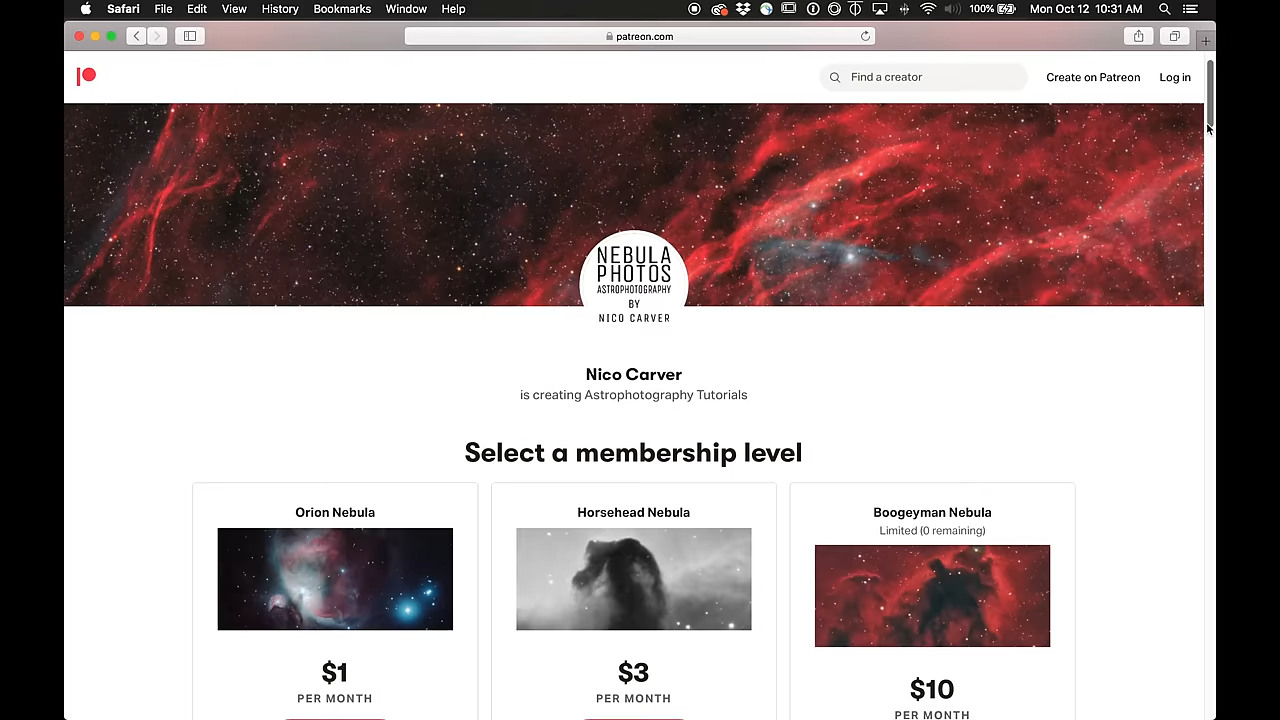 Safari File Edit View History Bookmarks Window Help 100% Mon Oct 12 10:31 AM
patreon.com
Find a creator Create on Patreon Log in
NEBULA
PHOTOS
ASTROPHOTOGRAPHY
BY
NICO CARVER
Nico Carver
is creating Astrophotography Tutorials
Select a membership level
Orion Nebula
Horsehead Nebula
Boogeyman Nebula
Limited (0 remaining)
$1
PER MONTH
$3
PER MONTH
$10
PER MONTH